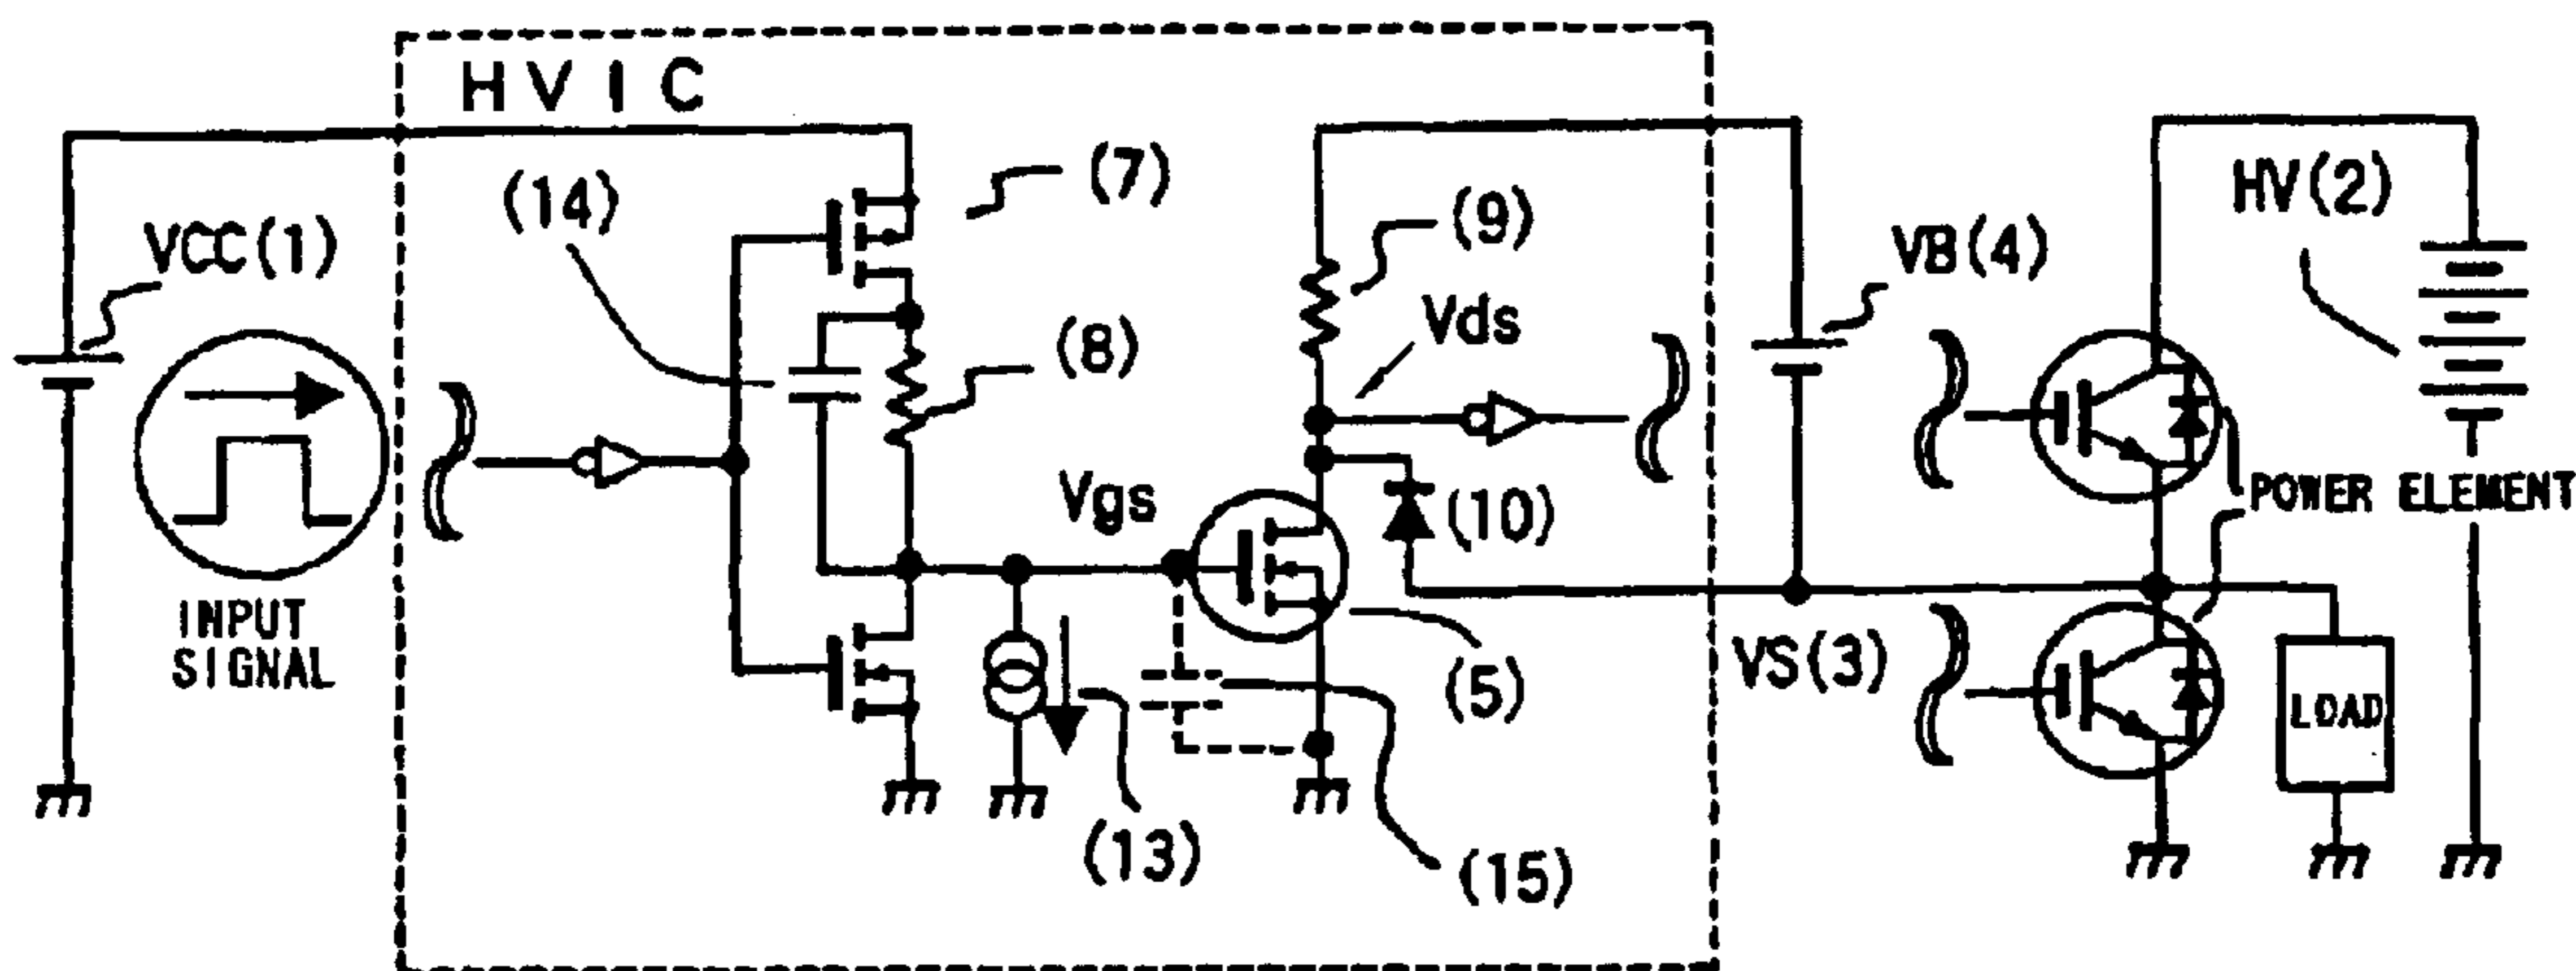 HVIC
(7)
(14)
VCC(1)
(9)
HV(2)
VB(4)
Vds
(8)
Vgs
(10)
POWER ELEMENT
INPUT
SIGNAL
VS(3)
(5)
LOAD
(13)
(15)